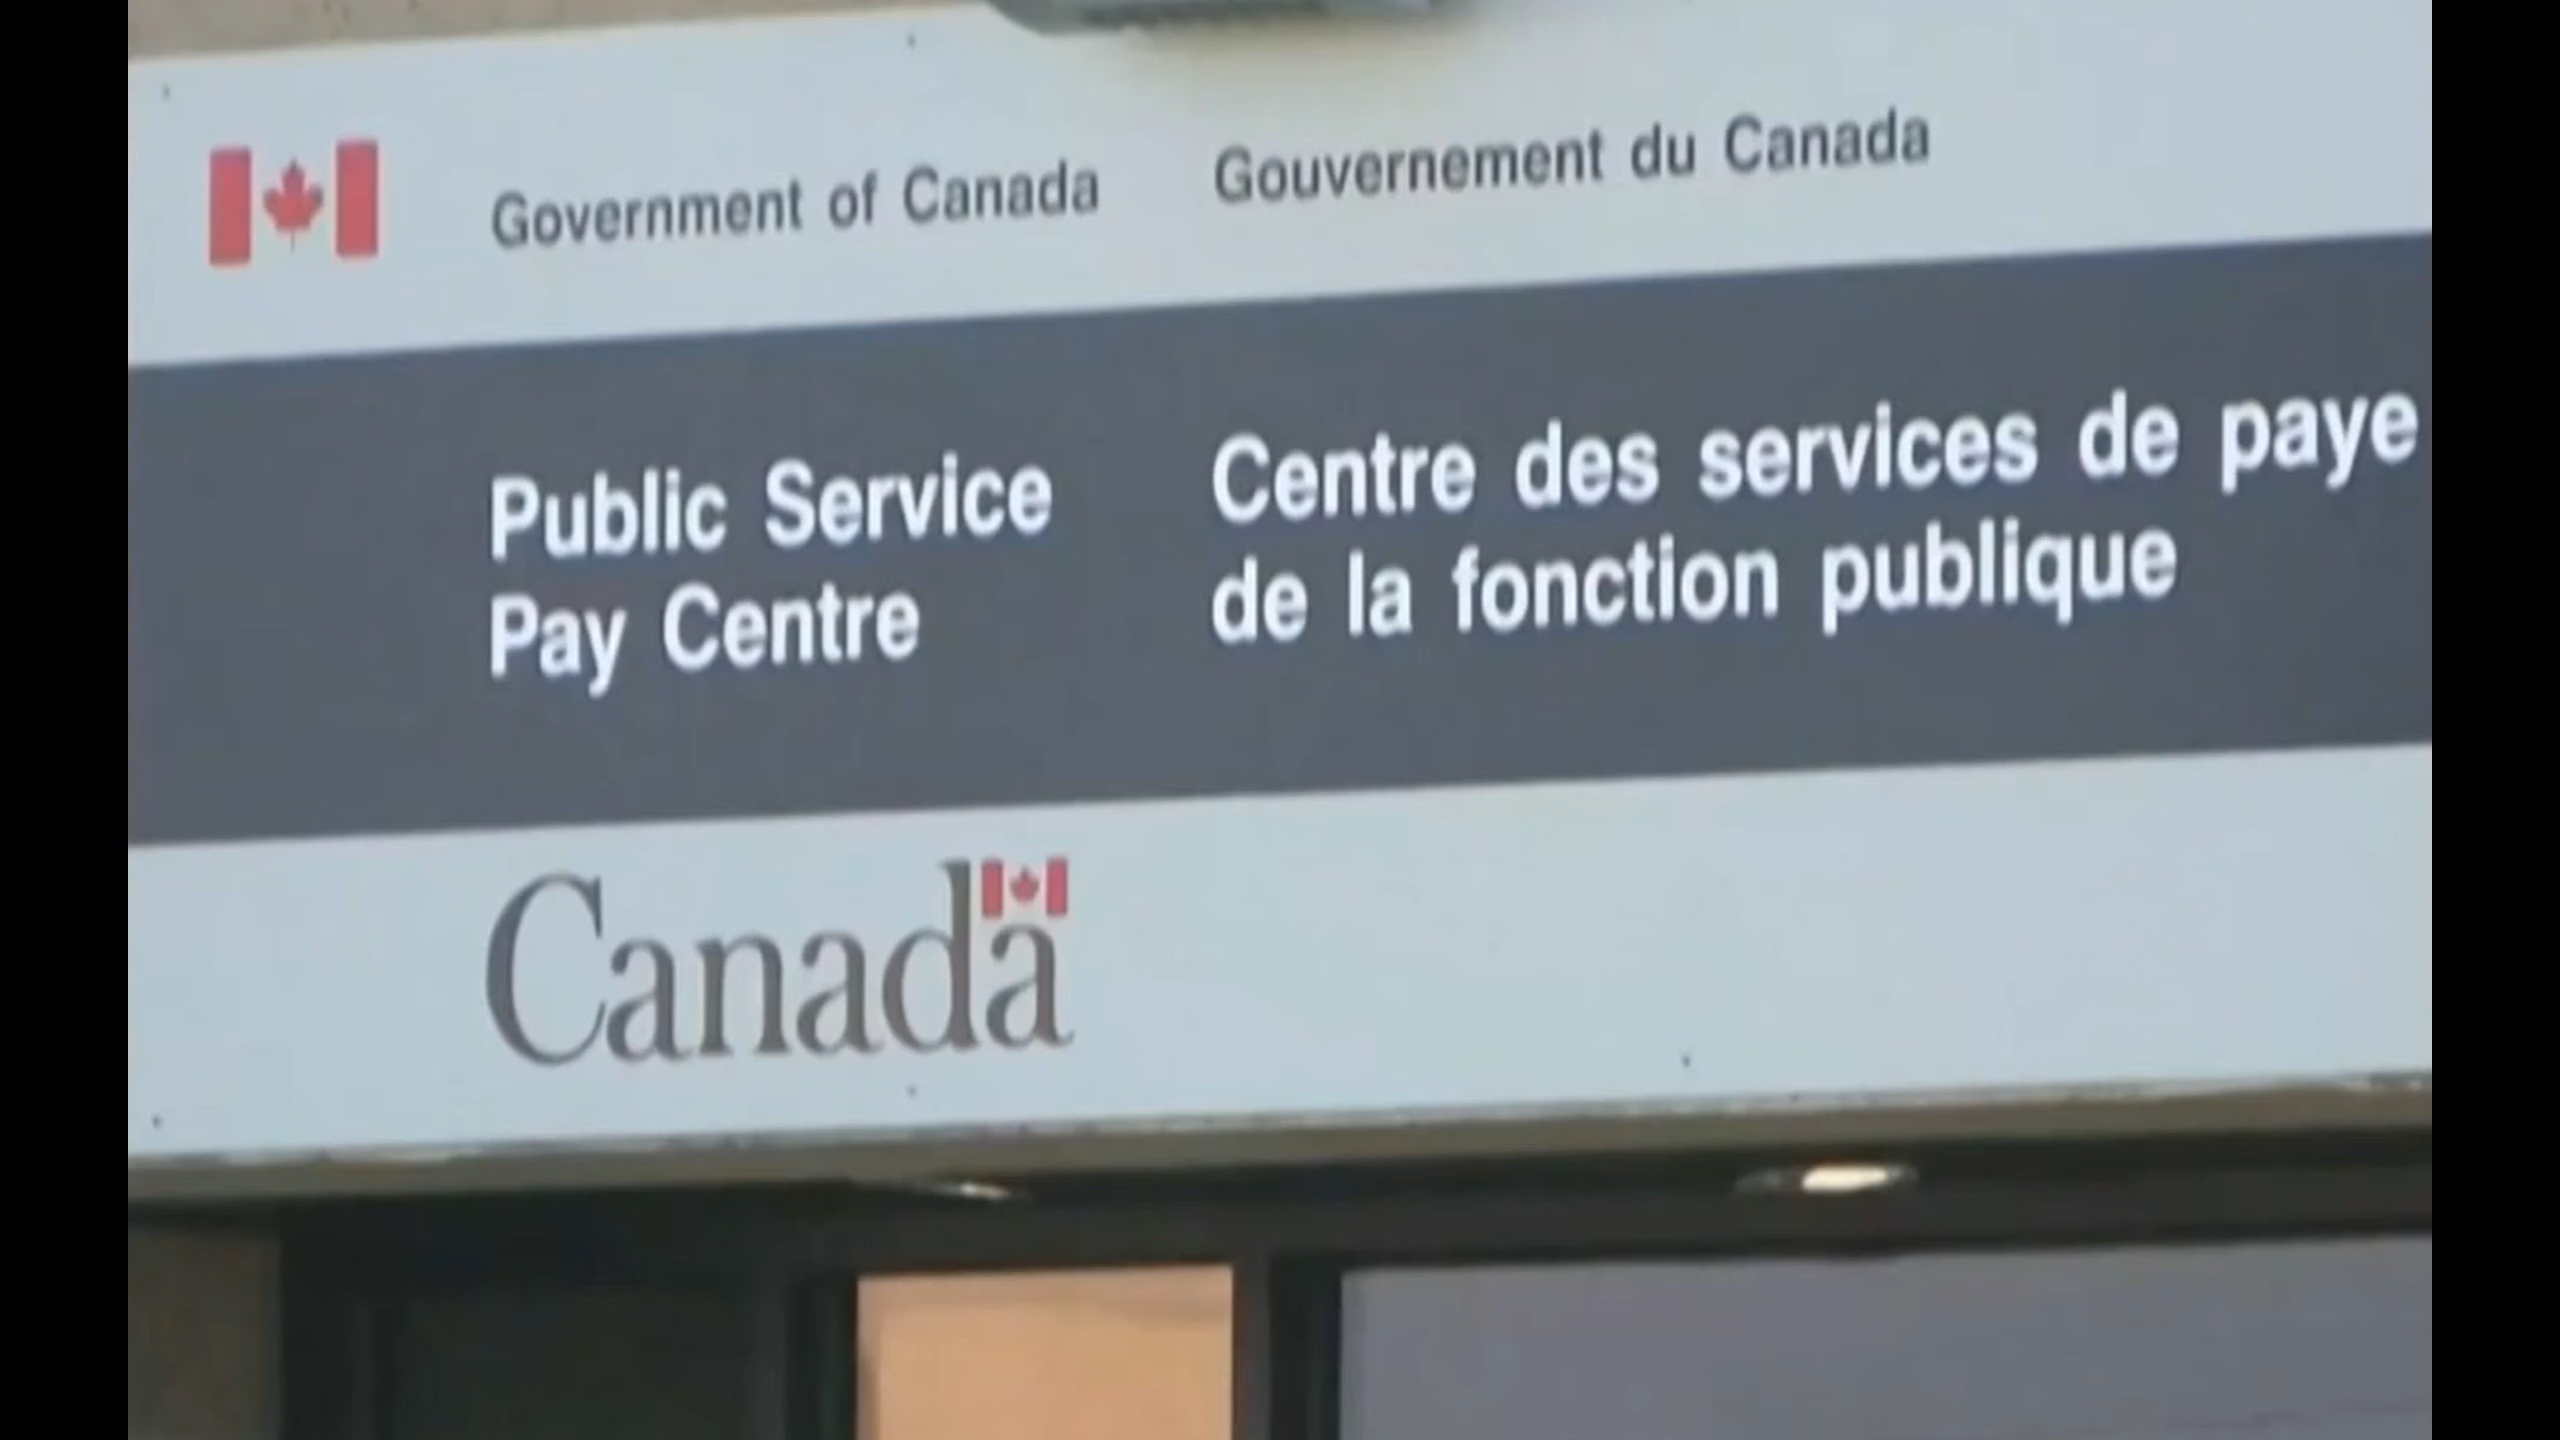 Government of Canada
Gouvernement du Canada
Public Service
Pay Centre
Centre des services de paye
de la fonction publique
Canada